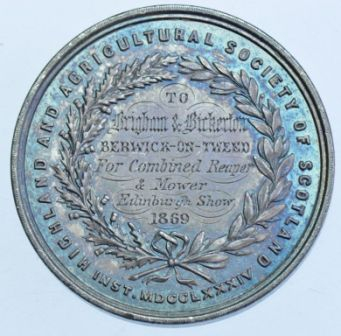 HIGHLAND AND AGRICULTURAL SOCIETY OF SCOTLAND
INST. MDCCLXXXIV
TO
Brigham & Bickerton
BERWICK-ON-TWEED
For Combined Reaper
& Mower
Edinburgh Show
1869